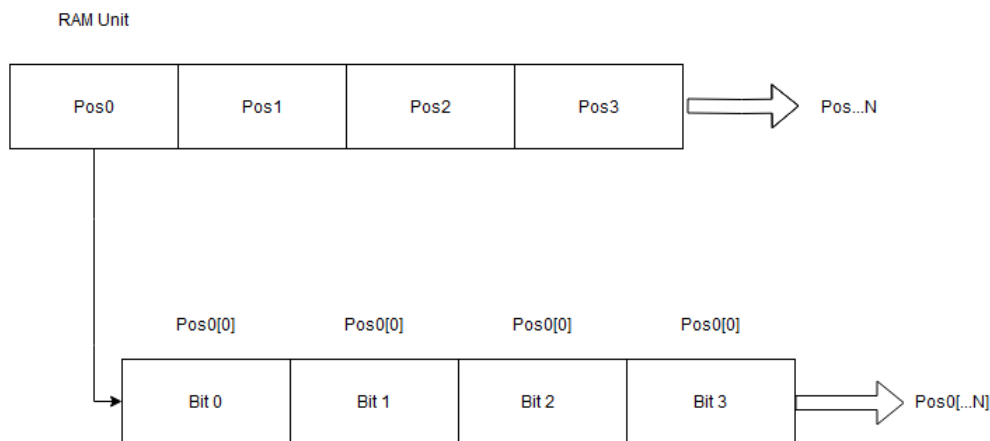 RAM Unit
Pos0 Pos1 Pos2 Pos3 Pos...N
Pos0[0] Pos0[0] Pos0[0] Pos0[0]
Bit 0 Bit 1 Bit 2 Bit 3 Pos0[...N]